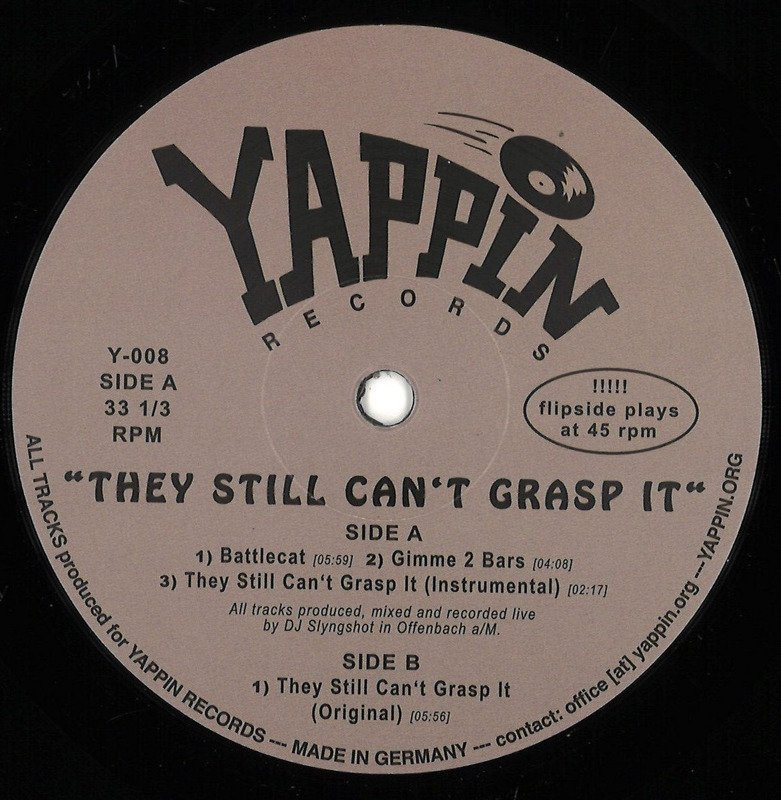 YAPPIN
RECORDS
Y-008
SIDE A
33 1/3
RPM
!!!!!
flipside plays
at 45 rpm
“THEY STILL CAN‘T GRASP IT“
SIDE A
1) Battlecat [05:59] 2) Gimme 2 Bars [04:08]
3) They Still Can‘t Grasp It (Instrumental) [02:17]
All tracks produced, mixed and recorded live
by DJ Slyngshot in Offenbach a/M.
SIDE B
1) They Still Can‘t Grasp It
(Original) [05:56]
ALL TRACKS produced for YAPPIN RECORDS --- MADE IN GERMANY --- contact: office [at] yappin.org ---YAPPIN.ORG